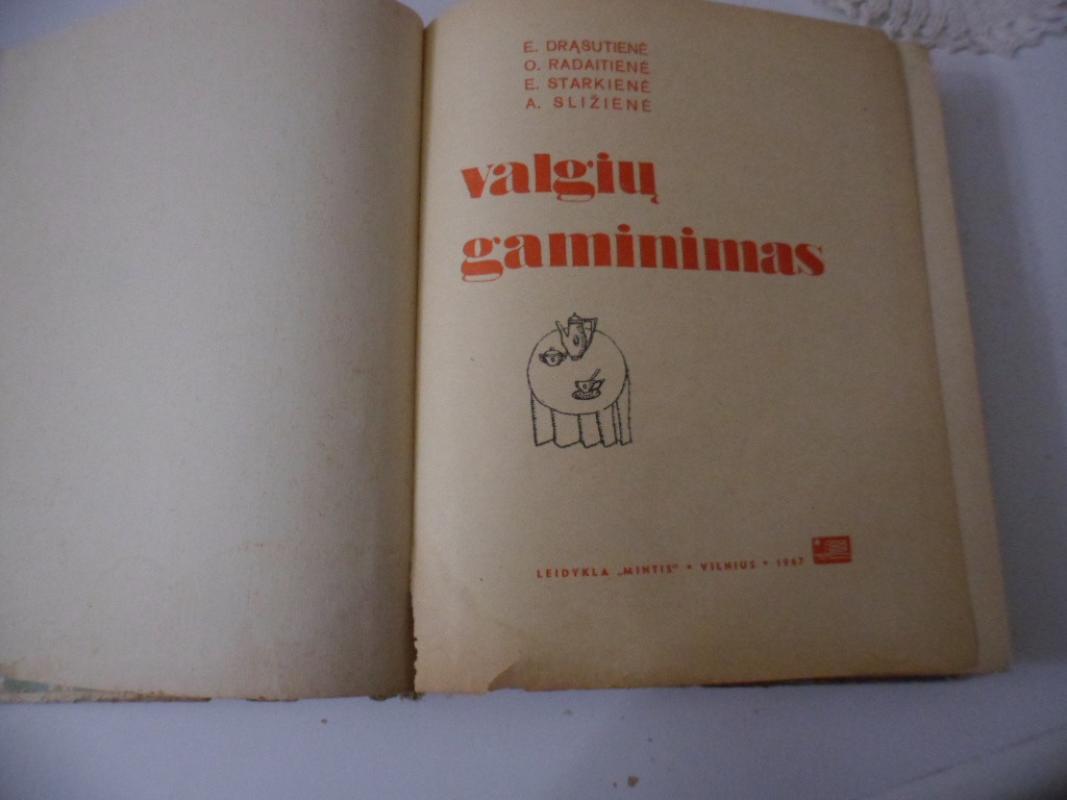 E. DRĄSUTIENĖ
O. RADAITIENĖ
E. STARKIENĖ
A. SLIŽIENĖ
valgių
gaminimas
LEIDYKLA „MINTIS“ • VILNIUS • 1967